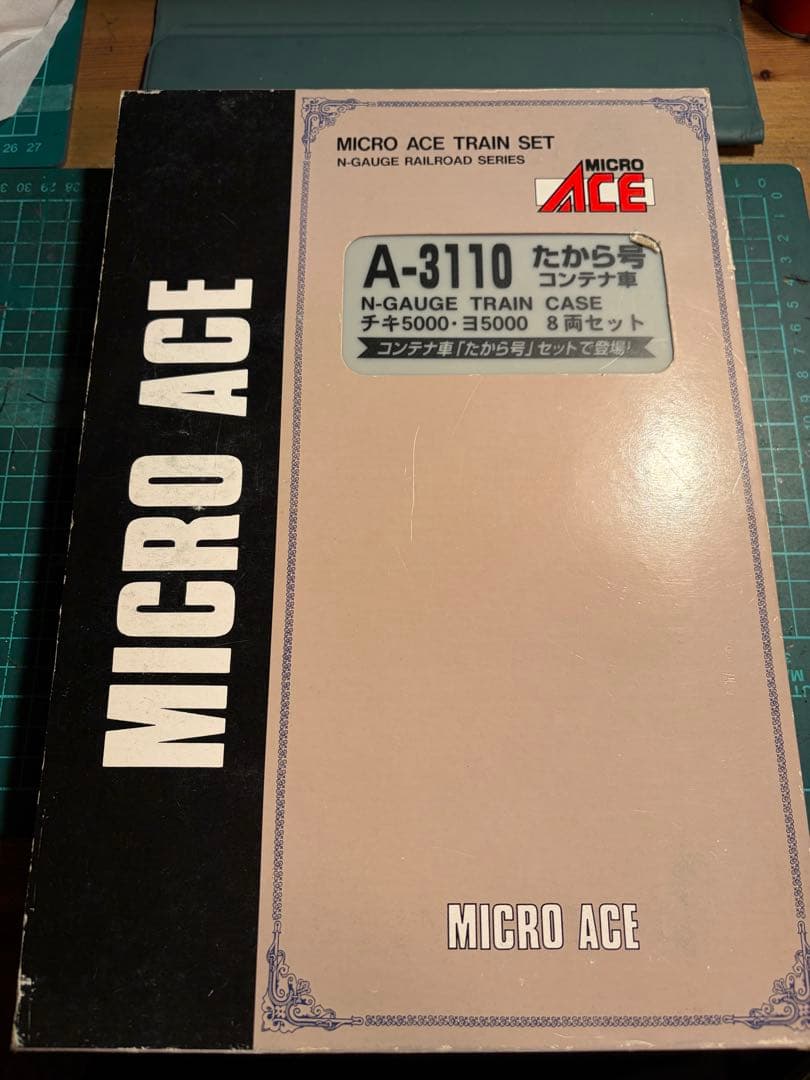 MICRO ACE
MICRO ACE TRAIN SET
N-GAUGE RAILROAD SERIES
MICRO
ACE
A-3110 たから号
コンテナ車
N-GAUGE TRAIN CASE
チキ5000・ヨ5000 8両セット
コンテナ車「たから号」セットで登場!
MICRO ACE
26 27